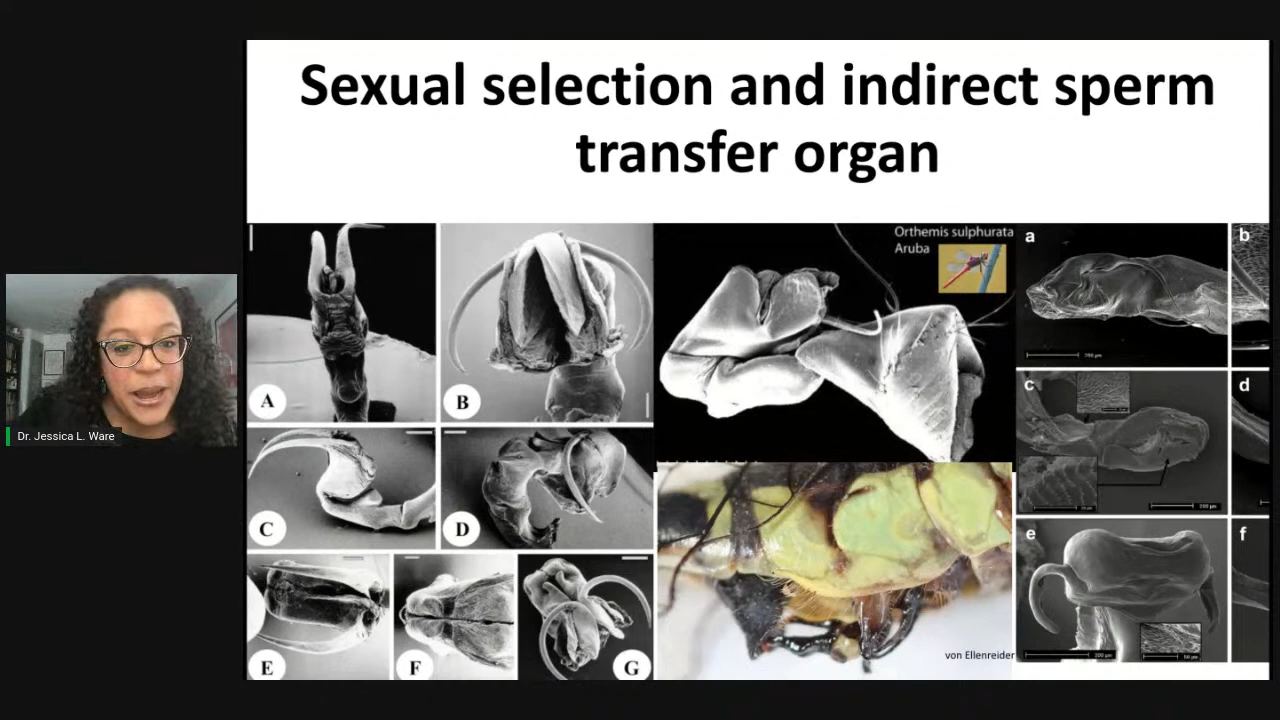 Sexual selection and indirect sperm
transfer organ
Orthemis sulphurata
Aruba
A
B
C
D
E
F
G
a
b
c
d
e
f
von Ellenreider
Dr. Jessica L. Ware